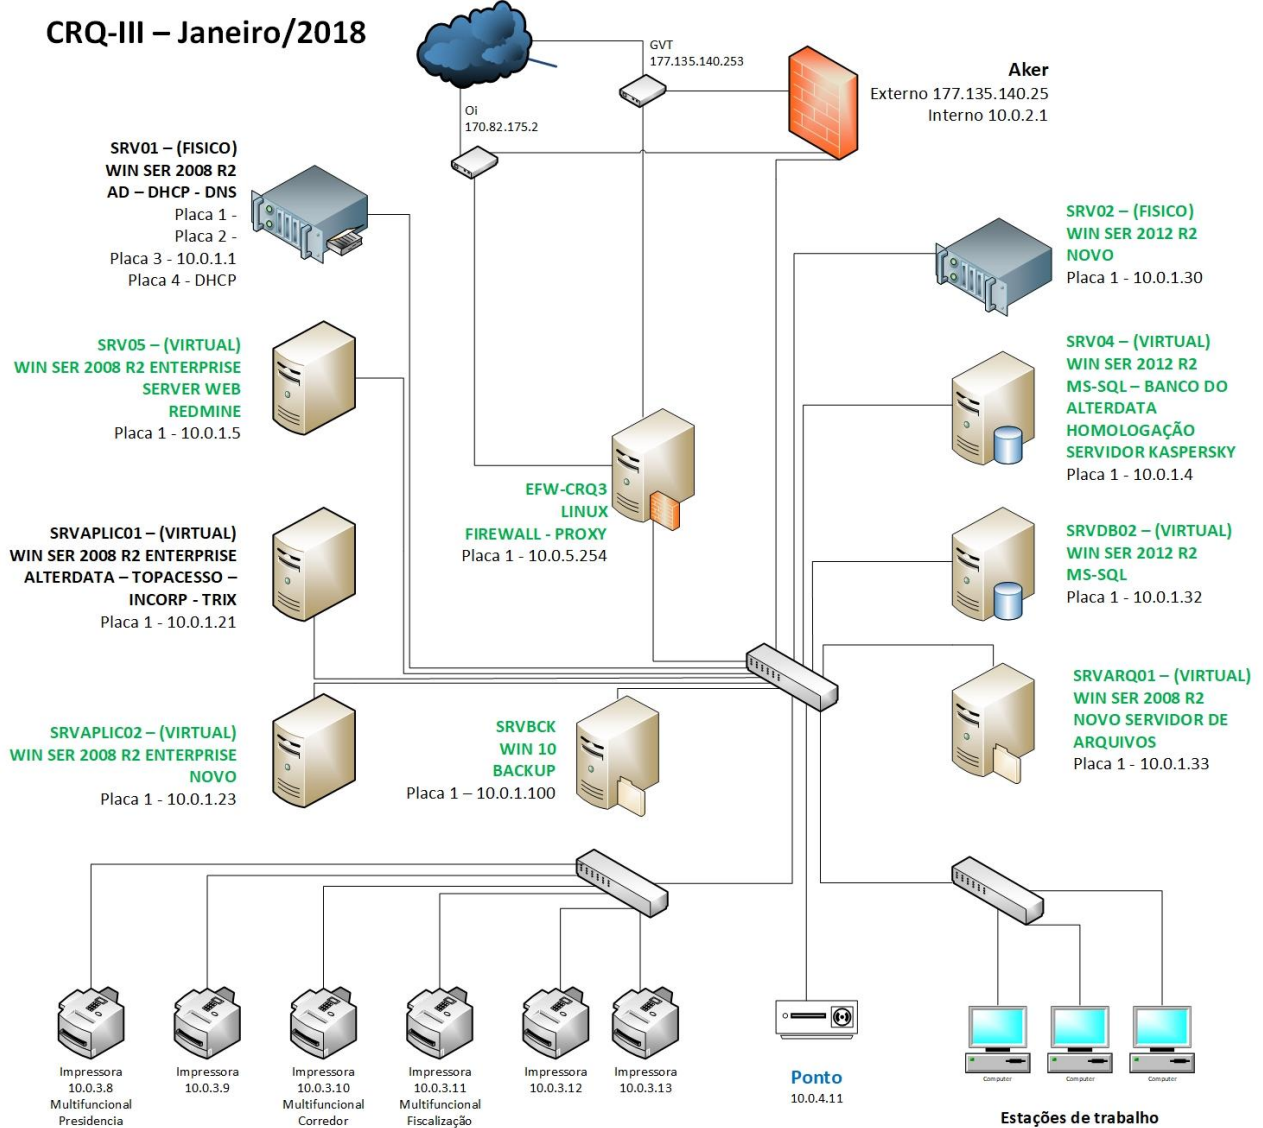 CRQ-III – Janeiro/2018
GVT
177.135.140.253
Aker
Externo 177.135.140.25
Interno 10.0.2.1
Oi
170.82.175.2
SRV01 – (FISICO)
WIN SER 2008 R2
AD – DHCP - DNS
Placa 1 -
Placa 2 -
Placa 3 - 10.0.1.1
Placa 4 - DHCP
SRV02 – (FISICO)
WIN SER 2012 R2
NOVO
Placa 1 - 10.0.1.30
SRV05 – (VIRTUAL)
WIN SER 2008 R2 ENTERPRISE
SERVER WEB
REDMINE
Placa 1 - 10.0.1.5
SRV04 – (VIRTUAL)
WIN SER 2012 R2
MS-SQL – BANCO DO
ALTERDATA
HOMOLOGAÇÃO
SERVIDOR KASPERSKY
Placa 1 - 10.0.1.4
EFW-CRQ3
LINUX
FIREWALL - PROXY
Placa 1 - 10.0.5.254
SRVAPLIC01 – (VIRTUAL)
WIN SER 2008 R2 ENTERPRISE
ALTERDATA – TOPACESSO –
INCORP - TRIX
Placa 1 - 10.0.1.21
SRVDB02 – (VIRTUAL)
WIN SER 2012 R2
MS-SQL
Placa 1 - 10.0.1.32
SRVARQ01 – (VIRTUAL)
WIN SER 2008 R2
NOVO SERVIDOR DE
ARQUIVOS
Placa 1 - 10.0.1.33
SRVAPLIC02 – (VIRTUAL)
WIN SER 2008 R2 ENTERPRISE
NOVO
Placa 1 - 10.0.1.23
SRVBCK
WIN 10
BACKUP
Placa 1 – 10.0.1.100
Impressora
10.0.3.8
Multifuncional
Presidencia
Impressora
10.0.3.9
Impressora
10.0.3.10
Multifuncional
Corredor
Impressora
10.0.3.11
Multifuncional
Fiscalização
Impressora
10.0.3.12
Impressora
10.0.3.13
Ponto
10.0.4.11
Computer
Computer
Computer
Estações de trabalho